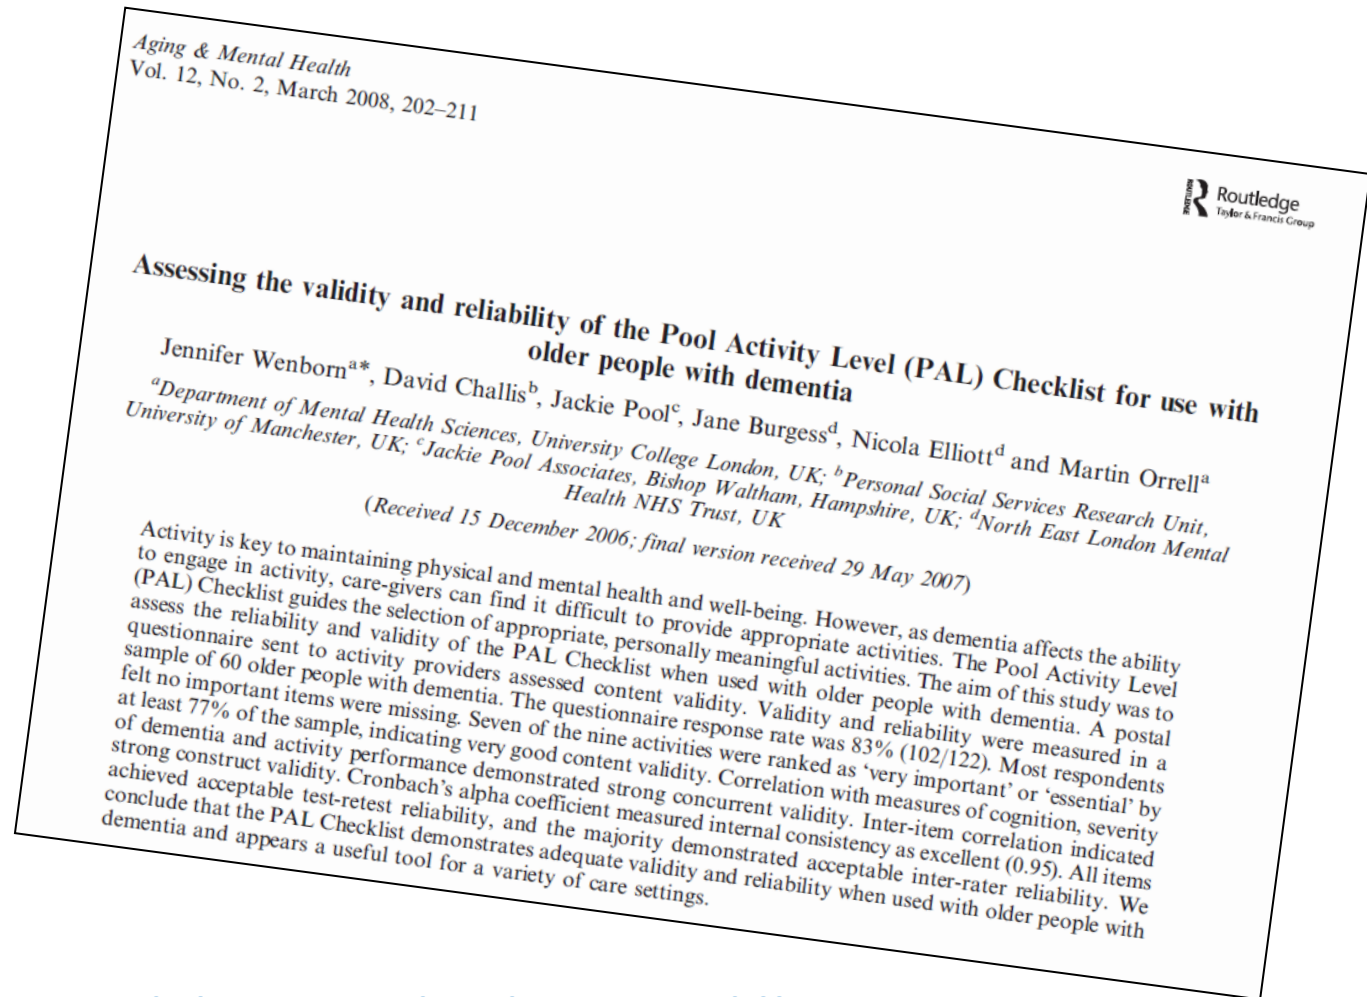 Aging & Mental Health
Vol. 12, No. 2, March 2008, 202–211
ROUTLEDGE
Routledge
Taylor & Francis Group
Assessing the validity and reliability of the Pool Activity Level (PAL) Checklist for use with
older people with dementia
Jennifer Wenbornᵃ*, David Challisᵇ, Jackie Poolᶜ, Jane Burgessᵈ, Nicola Elliottᵈ and Martin Orrellᵃ
ᵃDepartment of Mental Health Sciences, University College London, UK; ᵇPersonal Social Services Research Unit,
University of Manchester, UK; ᶜJackie Pool Associates, Bishop Waltham, Hampshire, UK; ᵈNorth East London Mental
Health NHS Trust, UK
(Received 15 December 2006; final version received 29 May 2007)
Activity is key to maintaining physical and mental health and well-being. However, as dementia affects the ability
to engage in activity, care-givers can find it difficult to provide appropriate activities. The Pool Activity Level
(PAL) Checklist guides the selection of appropriate, personally meaningful activities. The aim of this study was to
assess the reliability and validity of the PAL Checklist when used with older people with dementia. A postal
questionnaire sent to activity providers assessed content validity. Validity and reliability were measured in a
sample of 60 older people with dementia. The questionnaire response rate was 83% (102/122). Most respondents
felt no important items were missing. Seven of the nine activities were ranked as ‘very important’ or ‘essential’ by
at least 77% of the sample, indicating very good content validity. Correlation with measures of cognition, severity
of dementia and activity performance demonstrated strong concurrent validity. Inter-item correlation indicated
strong construct validity. Cronbach’s alpha coefficient measured internal consistency as excellent (0.95). All items
achieved acceptable test-retest reliability, and the majority demonstrated acceptable inter-rater reliability. We
conclude that the PAL Checklist demonstrates adequate validity and reliability when used with older people with
dementia and appears a useful tool for a variety of care settings.